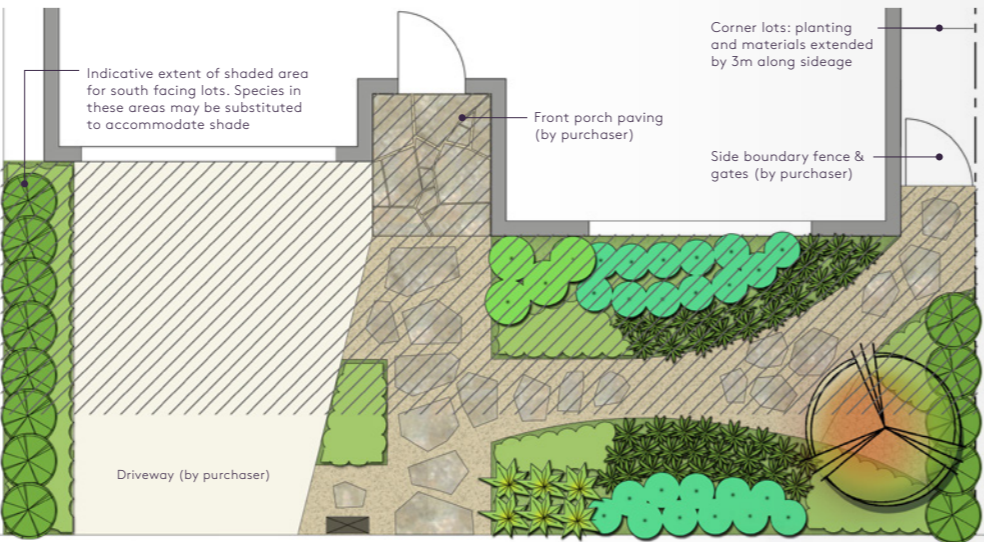 Indicative extent of shaded area
for south facing lots. Species in
these areas may be substituted
to accommodate shade
Front porch paving
(by purchaser)
Corner lots: planting
and materials extended
by 3m along sideage
Side boundary fence &
gates (by purchaser)
Driveway (by purchaser)